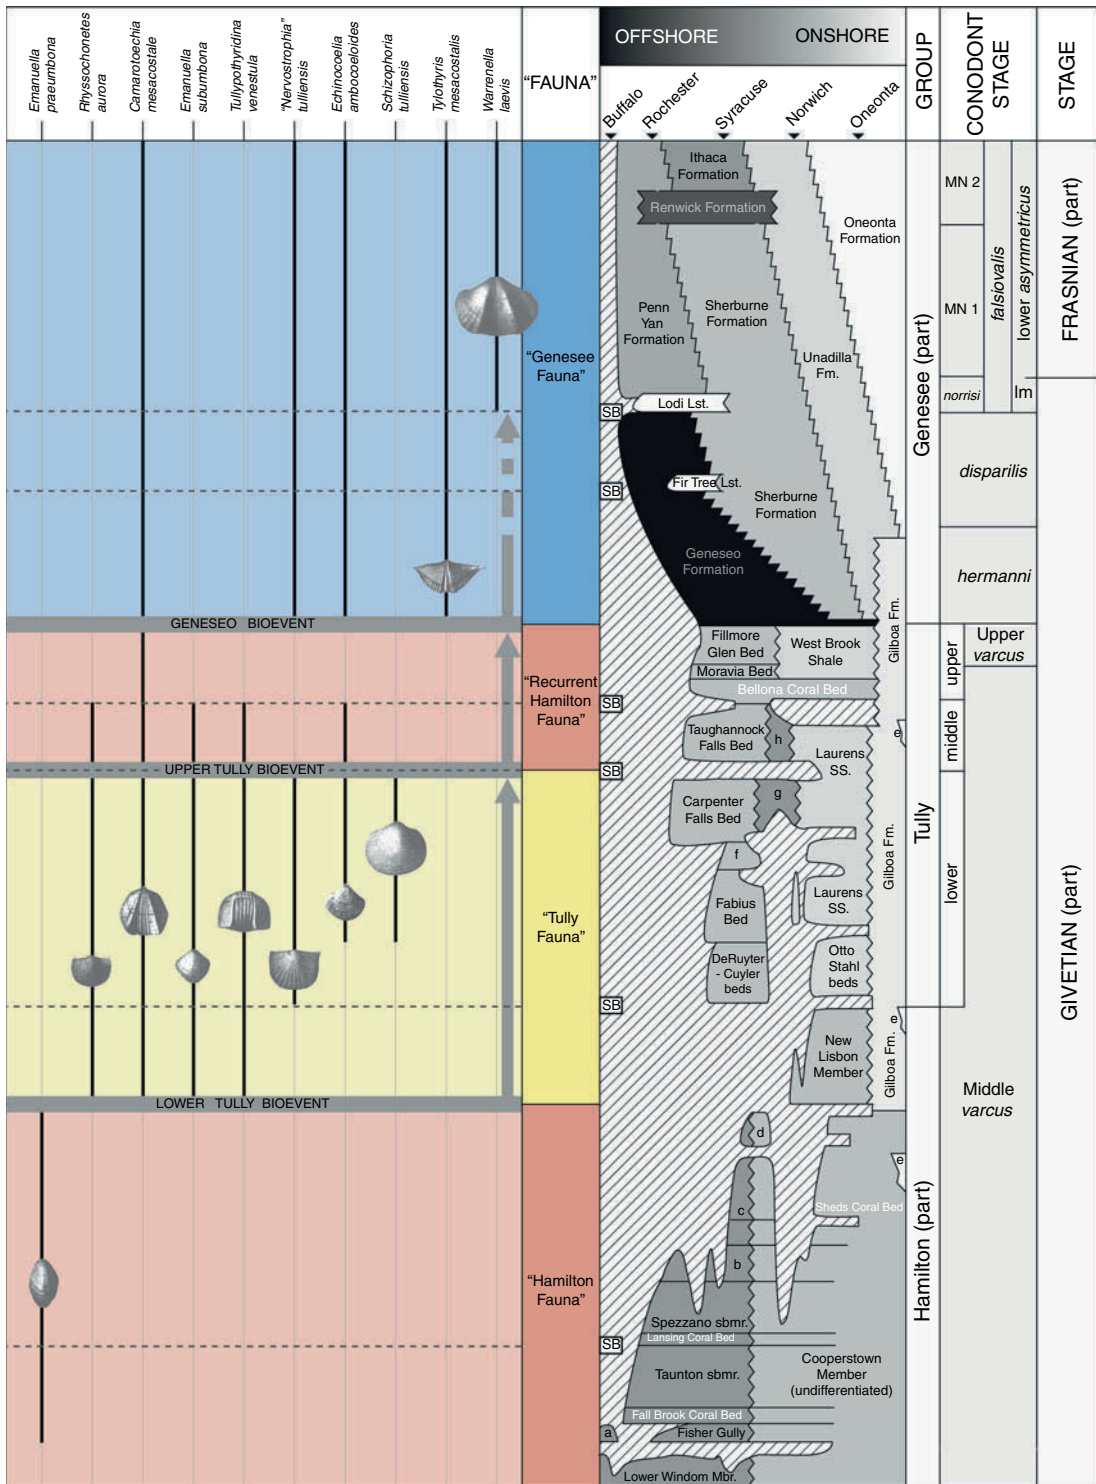 Emanuella
praeumbona
Rhyssochonetes
aurora
Camarotoechia
mesacostale
Emanuella
subumbona
Tullypothyridina
venestula
"Nervostrophia"
tulliensis
Echinocoelia
ambocoeloides
Schizophoria
tulliensis
Tylothyris
mesacostalis
Warrenella
laevis
"FAUNA"
OFFSHORE ONSHORE
Buffalo
Rochester
Syracuse
Norwich
Oneonta
GROUP
CONODONT
STAGE
STAGE
"Genesee
Fauna"
GENESEO BIOEVENT
"Recurrent
Hamilton
Fauna"
UPPER TULLY BIOEVENT
"Tully
Fauna"
LOWER TULLY BIOEVENT
"Hamilton
Fauna"
Ithaca
Formation
Renwick Formation
Oneonta
Formation
Penn
Yan
Formation
Sherburne
Formation
Unadilla
Fm.
SB
Lodi Lst.
SB
Fir Tree Lst.
Sherburne
Formation
Geneseo
Formation
Gilboa Fm.
Fillmore
Glen Bed
West Brook
Shale
Moravia Bed
Bellona Coral Bed
SB
Taughannock
Falls Bed
h
Laurens
SS.
e
SB
Carpenter
Falls Bed
g
Gilboa Fm.
f
Fabius
Bed
Laurens
SS.
DeRuyter
- Cuyler
beds
Otto
Stahl
beds
SB
e
New
Lisbon
Member
Gilboa Fm.
d
e
c
Sheds Coral Bed
b
Spezzano sbmr.
SB
Lansing Coral Bed
Taunton sbmr.
Cooperstown
Member
(undifferentiated)
Fall Brook Coral Bed
a
Fisher Gully
Lower Windom Mbr.
Genesee (part)
Tully
Hamilton (part)
upper
middle
lower
MN 2
MN 1
norrisi
falsiovalis
lower asymmetricus
lm
disparilis
hermanni
Upper
varcus
Middle
varcus
FRASNIAN (part)
GIVETIAN (part)